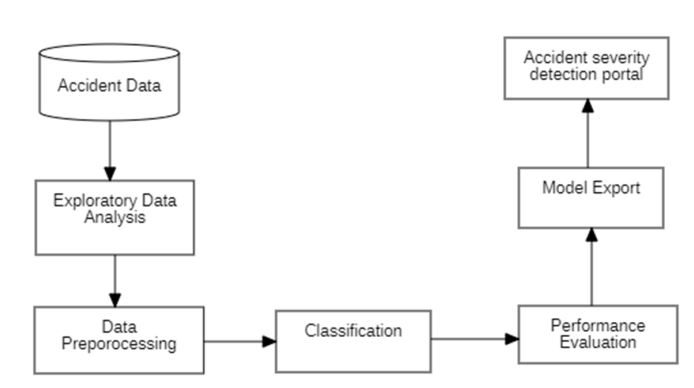 Accident Data
Exploratory Data
Analysis
Data
Preporocessing
Classification
Performance
Evaluation
Model Export
Accident severity
detection portal